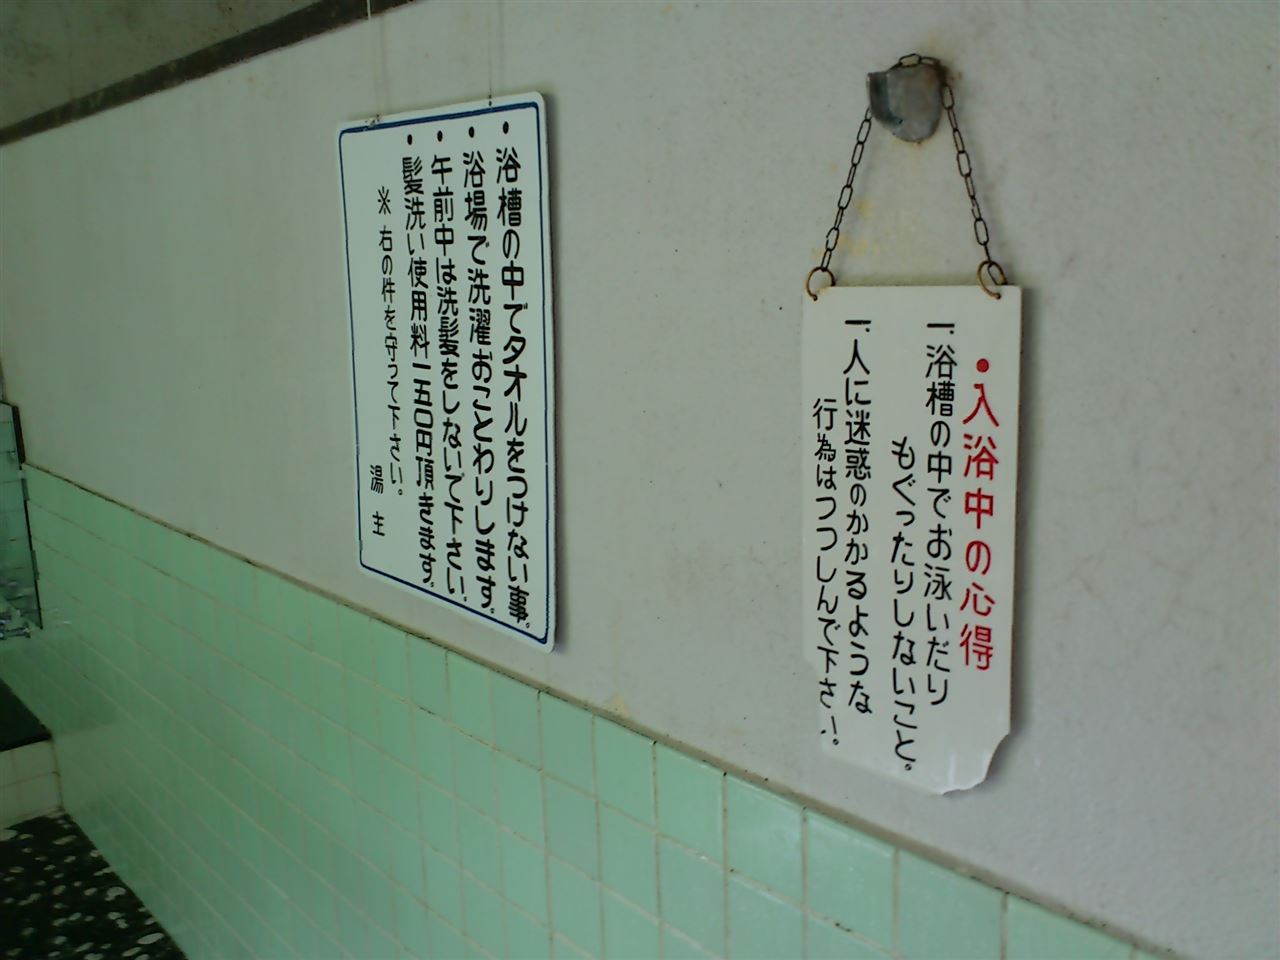 ・入浴中の心得
一、浴槽の中でお泳いだり
もぐったりしないこと。
一、人に迷惑のかかるような
行為はつつしんで下さい。
・浴槽の中でタオルをつけない事。
・浴場で洗濯おことわりします。
・午前中は洗髪をしないで下さい。
・髪洗い使用料一五〇円頂きます。
※右の件を守って下さい。
湯主